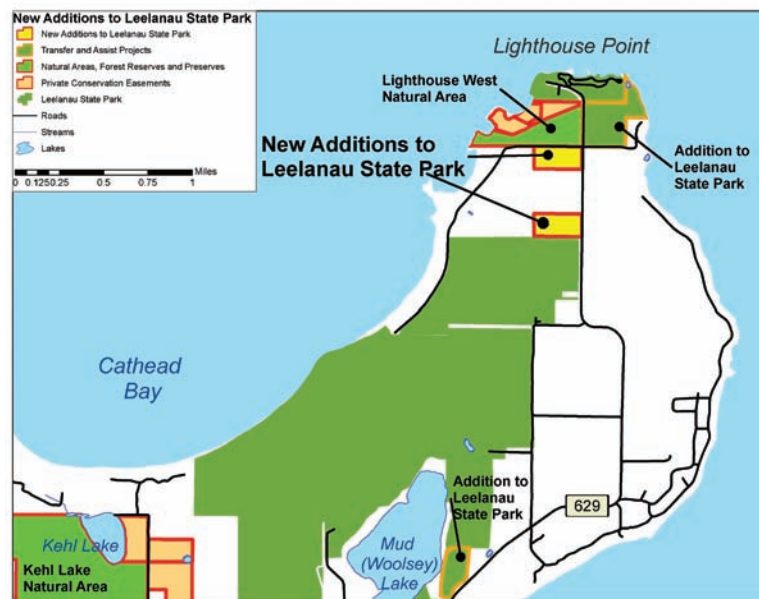 New Additions to Leelanau State Park
New Additions to Leelanau State Park
Transfer and Assist Projects
Natural Areas, Forest Reserves and Preserves
Private Conservation Easements
Leelanau State Park
Roads
Streams
Lakes
Miles
0 0.125 0.25 0.5 0.75 1
Lighthouse Point
Lighthouse West
Natural Area
New Additions to
Leelanau State Park
Addition to
Leelanau
State Park
Cathead
Bay
Addition to
Leelanau
State Park
629
Kehl Lake
Kehl Lake
Natural Area
Mud
(Woolsey)
Lake